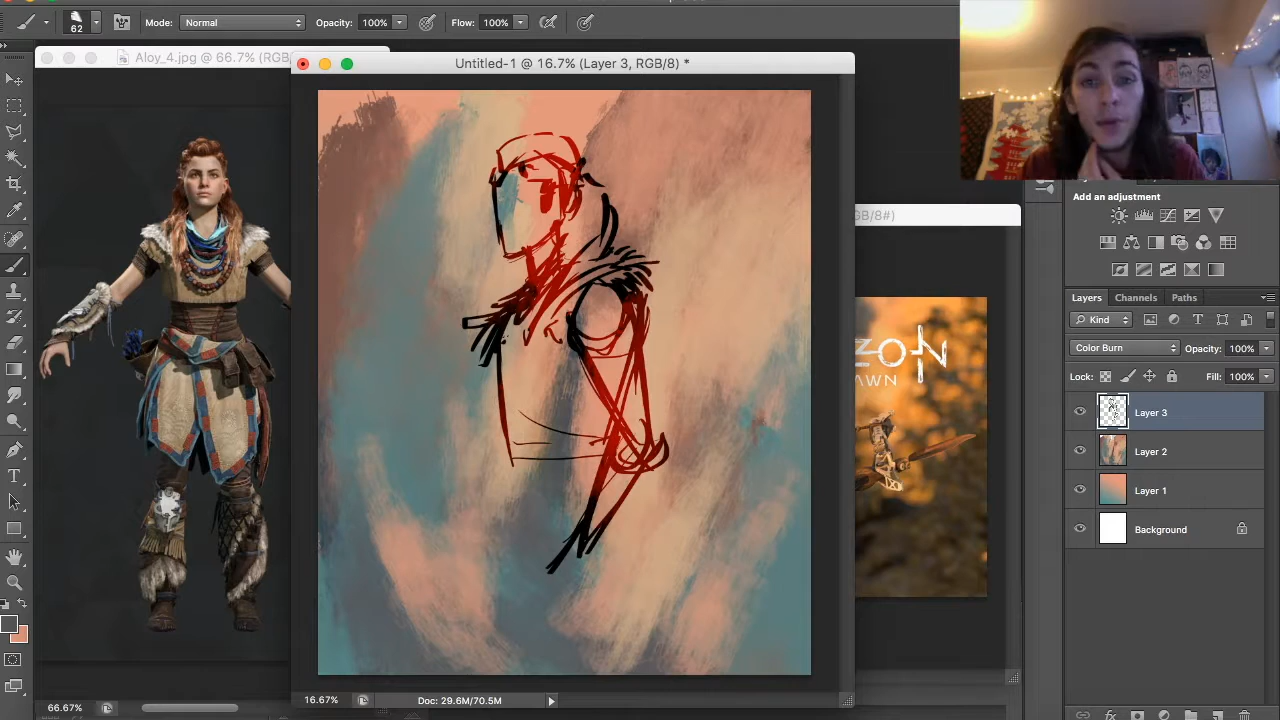 62
Mode: Normal
Opacity: 100%
Flow: 100%
Aloy_4.jpg @ 66.7% (RGB
Untitled-1 @ 16.7% (Layer 3, RGB/8) *
GB/8#)
ZON
AWN
Add an adjustment
Layers
Channels
Paths
Kind
Color Burn
Opacity: 100%
Lock:
Fill: 100%
Layer 3
Layer 2
Layer 1
Background
16.67%
Doc: 29.6M/70.5M
66.67%